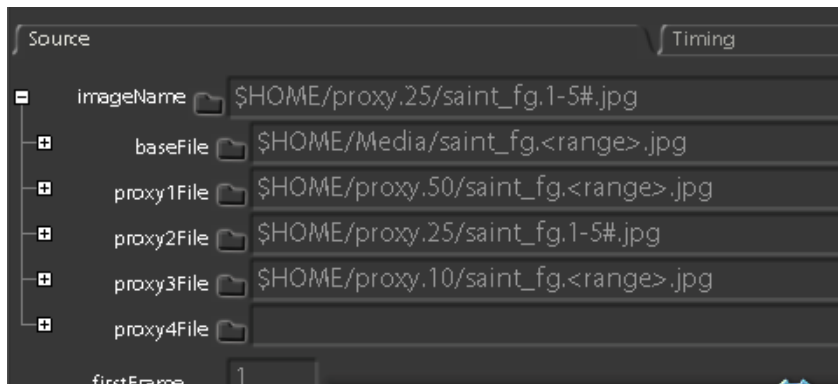 Source Timing
imageName $HOME/proxy.25/saint_fg.1-5#.jpg
baseFile $HOME/Media/saint_fg.<range>.jpg
proxy1File $HOME/proxy.50/saint_fg.<range>.jpg
proxy2File $HOME/proxy.25/saint_fg.1-5#.jpg
proxy3File $HOME/proxy.10/saint_fg.<range>.jpg
proxy4File
firstFrame 1